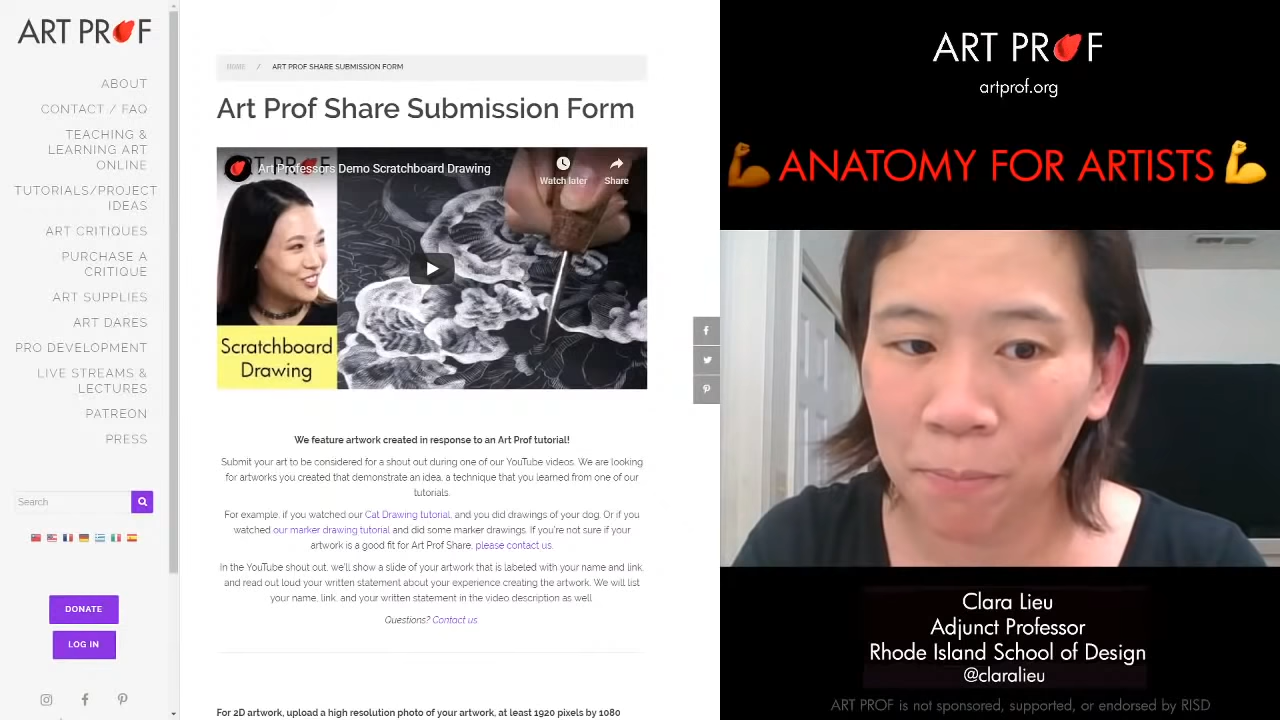 ART PROF
ABOUT
CONTACT / FAQ
TEACHING &
LEARNING ART
ONLINE
TUTORIALS/PROJECT
IDEAS
ART CRITIQUES
PURCHASE A
CRITIQUE
ART SUPPLIES
ART DARES
PRO DEVELOPMENT
LIVE STREAMS &
LECTURES
PATREON
PRESS
Search
DONATE
LOG IN
HOME / ART PROF SHARE SUBMISSION FORM
Art Prof Share Submission Form
ART PROF
Art Professors Demo Scratchboard Drawing
Watch later
Share
Scratchboard
Drawing
We feature artwork created in response to an Art Prof tutorial!
Submit your art to be considered for a shout out during one of our YouTube videos. We are looking
for artworks you created that demonstrate an idea, a technique that you learned from one of our
tutorials.
For example, if you watched our Cat Drawing tutorial, and you did drawings of your dog. Or if you
watched our marker drawing tutorial and did some marker drawings. If you're not sure if your
artwork is a good fit for Art Prof Share, please contact us.
In the YouTube shout out, we'll show a slide of your artwork that is labeled with your name and link,
and read out loud your written statement about your experience creating the artwork. We will list
your name, link, and your written statement in the video description as well
Questions? Contact us
For 2D artwork, upload a high resolution photo of your artwork, at least 1920 pixels by 1080
ART PROF
artprof.org
ANATOMY FOR ARTISTS
Clara Lieu
Adjunct Professor
Rhode Island School of Design
@claralieu
ART PROF is not sponsored, supported, or endorsed by RISD